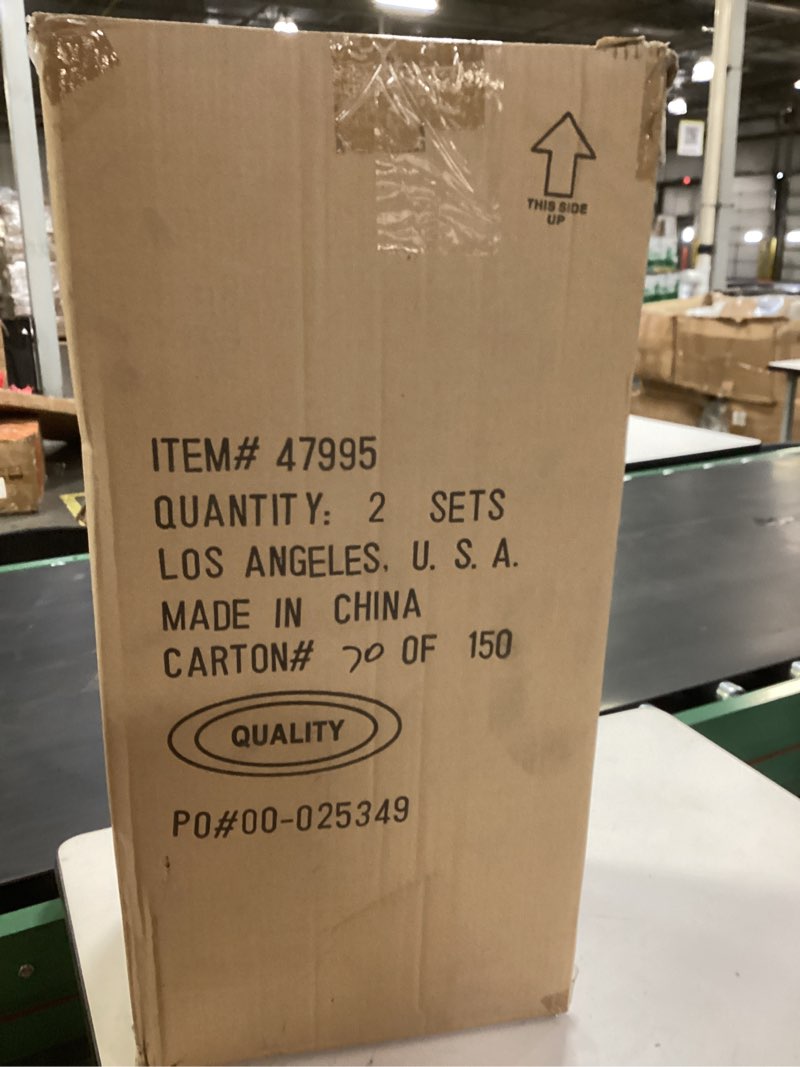 THIS SIDE
UP
ITEM# 47995
QUANTITY: 2 SETS
LOS ANGELES, U. S. A.
MADE IN CHINA
CARTON# 70 OF 150
QUALITY
PO#00-025349